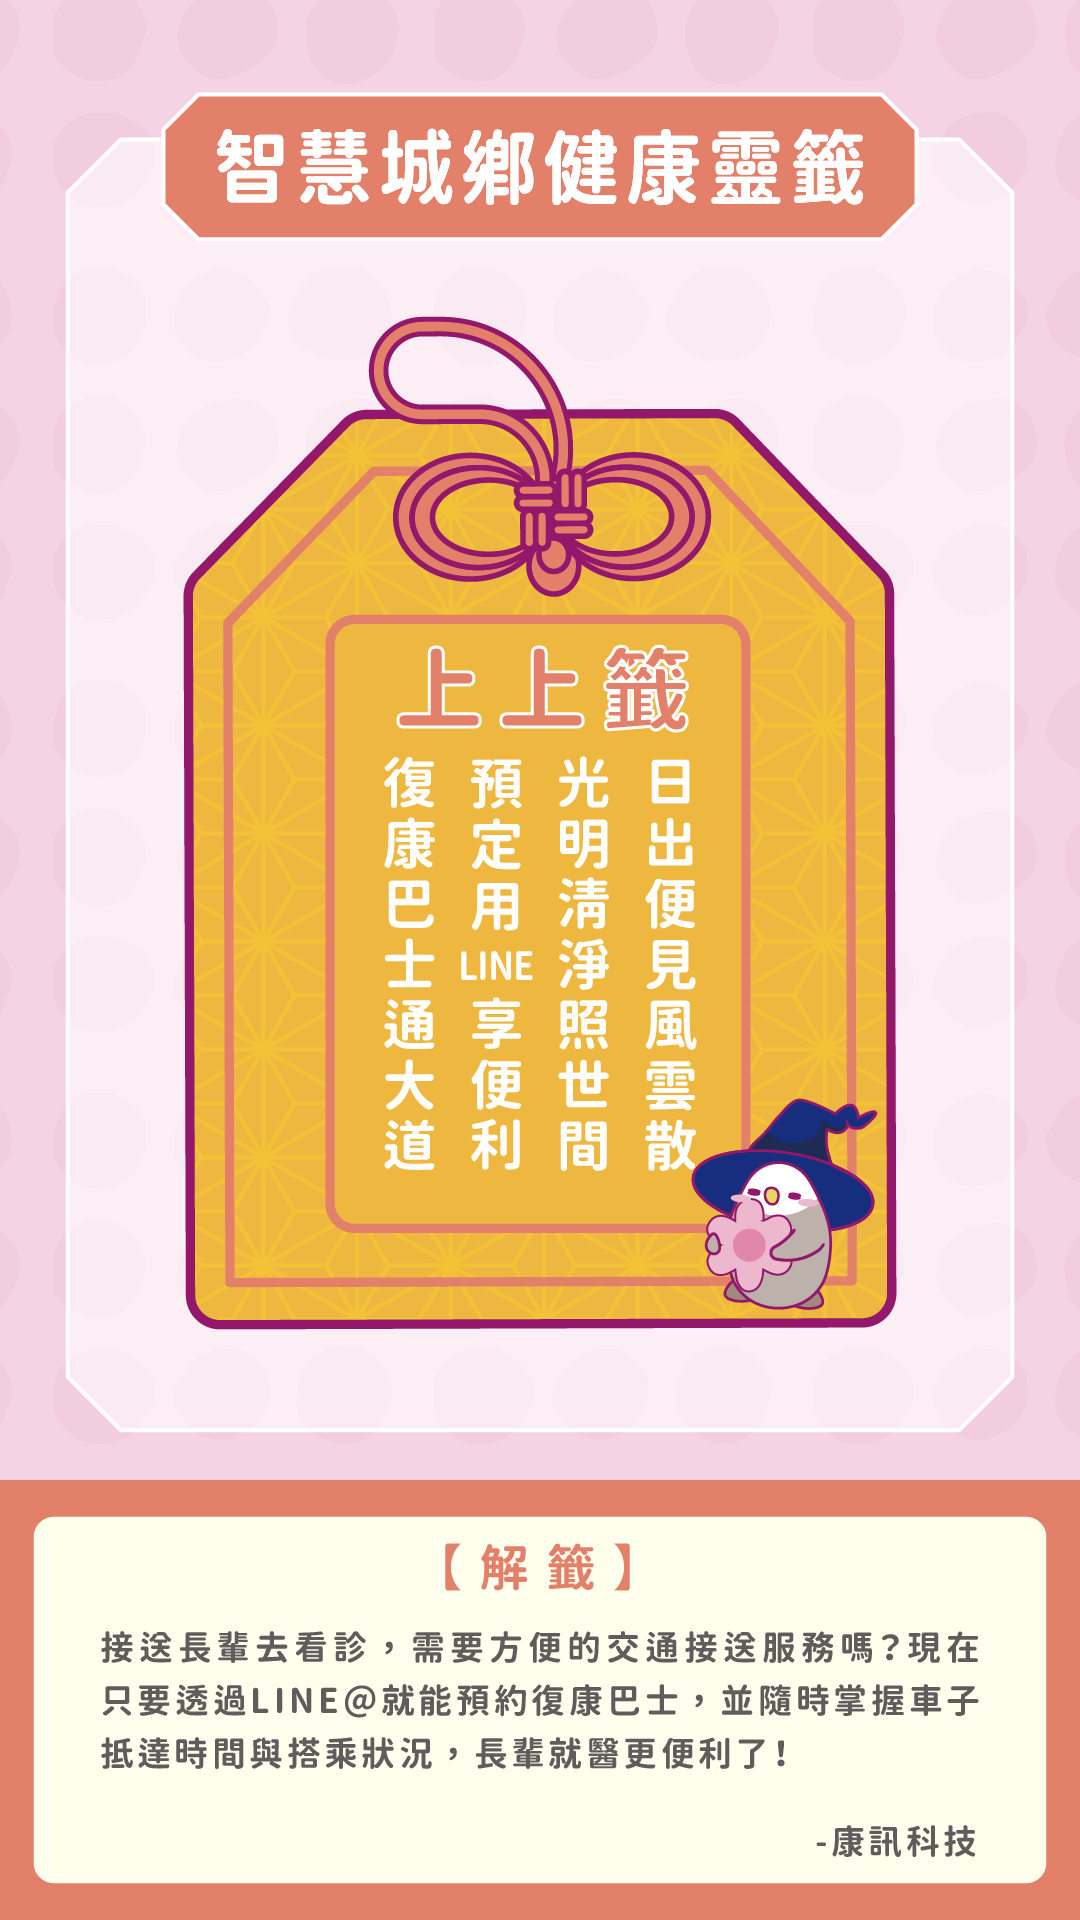 智慧城鄉健康靈籤
上上籤
日出便見風雲散
光明清淨照世間
預定用LINE享便利
復康巴士通大道
【解籤】
接送長輩去看診，需要方便的交通接送服務嗎？現在
只要透過LINE@就能預約復康巴士，並隨時掌握車子
抵達時間與搭乘狀況，長輩就醫更便利了！
-康訊科技